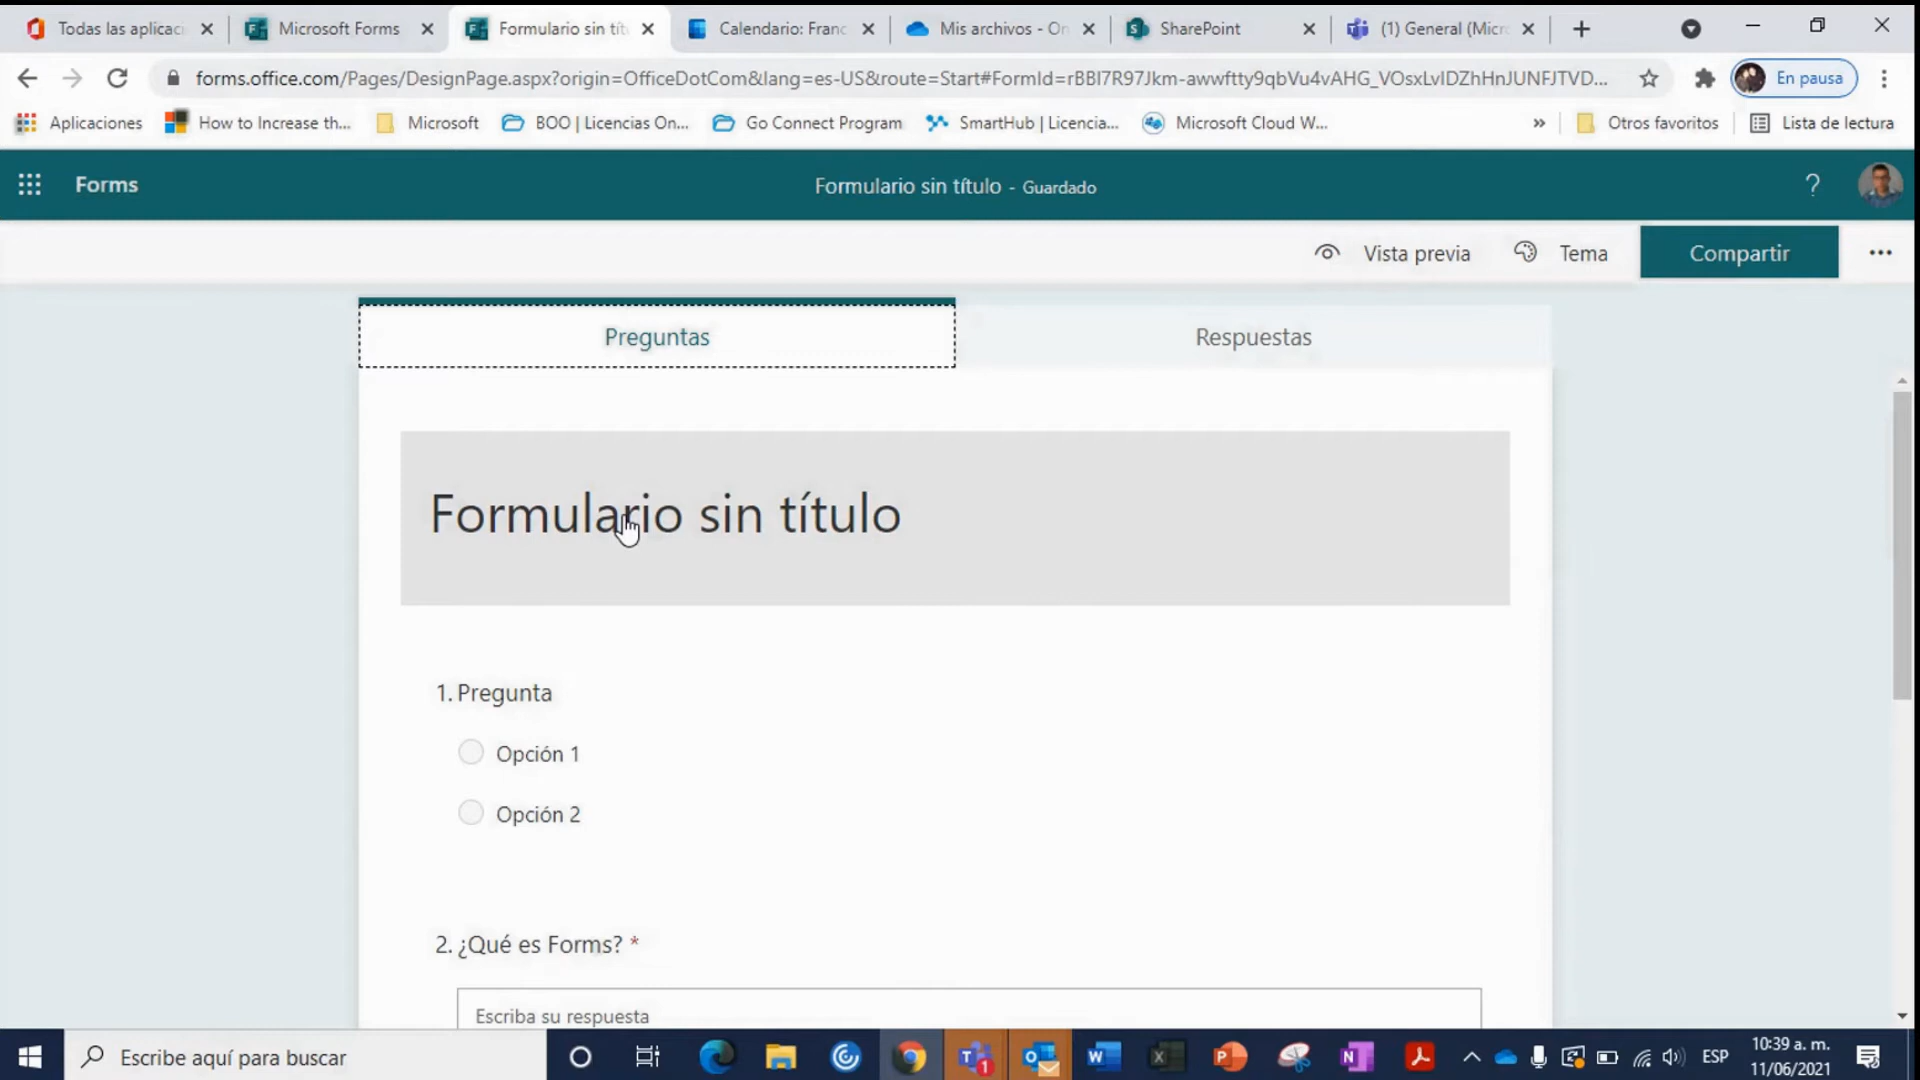 Todas las aplicaci
Microsoft Forms
Formulario sin títu
Calendario: Franc
Mis archivos - On
SharePoint
(1) General (Micro
forms.office.com/Pages/DesignPage.aspx?origin=OfficeDotCom&lang=es-US&route=Start#FormId=rBBI7R97Jkm-awwftty9qbVu4vAHG_VOsxLvIDZhHnJUNFJTVD...
En pausa
Aplicaciones
How to Increase th...
Microsoft
BOO | Licencias On...
Go Connect Program
SmartHub | Licencia...
Microsoft Cloud W...
»
Otros favoritos
Lista de lectura
Forms
Formulario sin título - Guardado
?
Vista previa
Tema
Compartir
Preguntas
Respuestas
Formulario sin título
1. Pregunta
Opción 1
Opción 2
2. ¿Qué es Forms? *
Escriba su respuesta
Escribe aquí para buscar
1
ESP
10:39 a. m.
11/06/2021